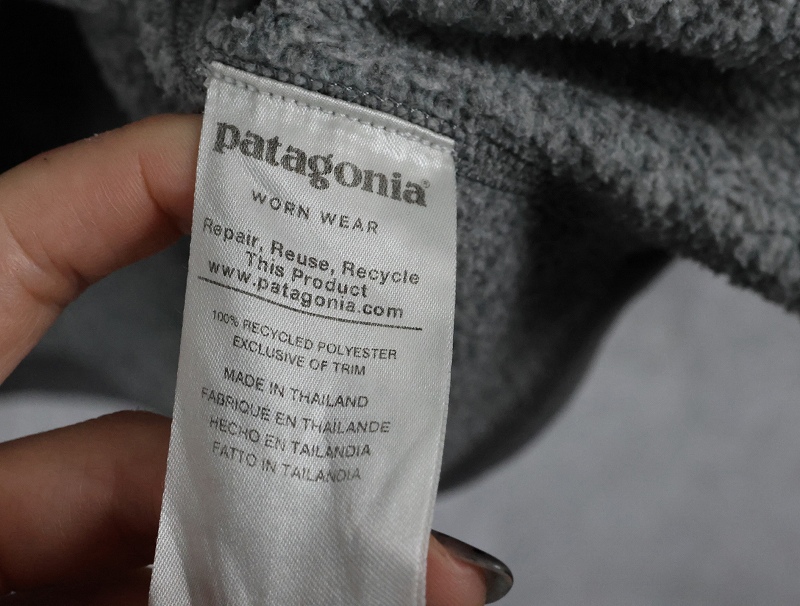 patagonia®
WORN WEAR
Repair, Reuse, Recycle
This Product
www.patagonia.com
100% RECYCLED POLYESTER
EXCLUSIVE OF TRIM
MADE IN THAILAND
FABRIQUE EN THAILANDE
HECHO EN TAILANDIA
FATTO IN TAILANDIA